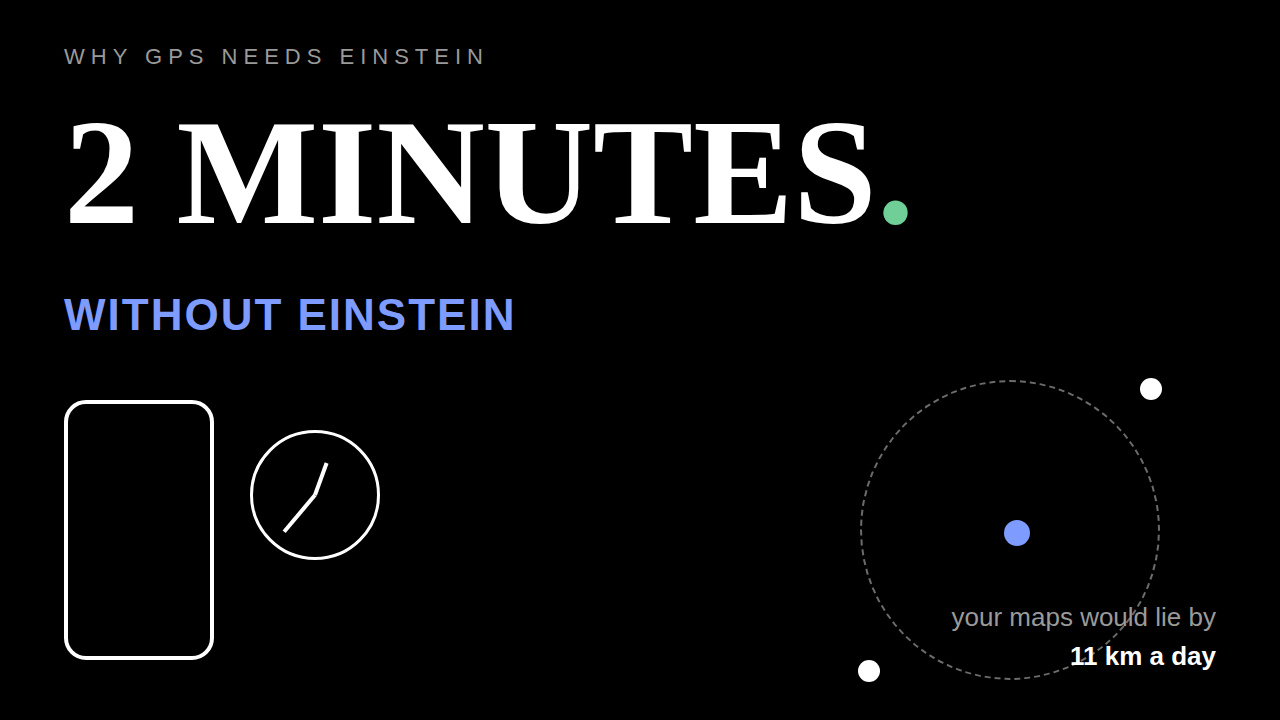 WHY GPS NEEDS EINSTEIN
2 MINUTES.
WITHOUT EINSTEIN
your maps would lie by
11 km a day